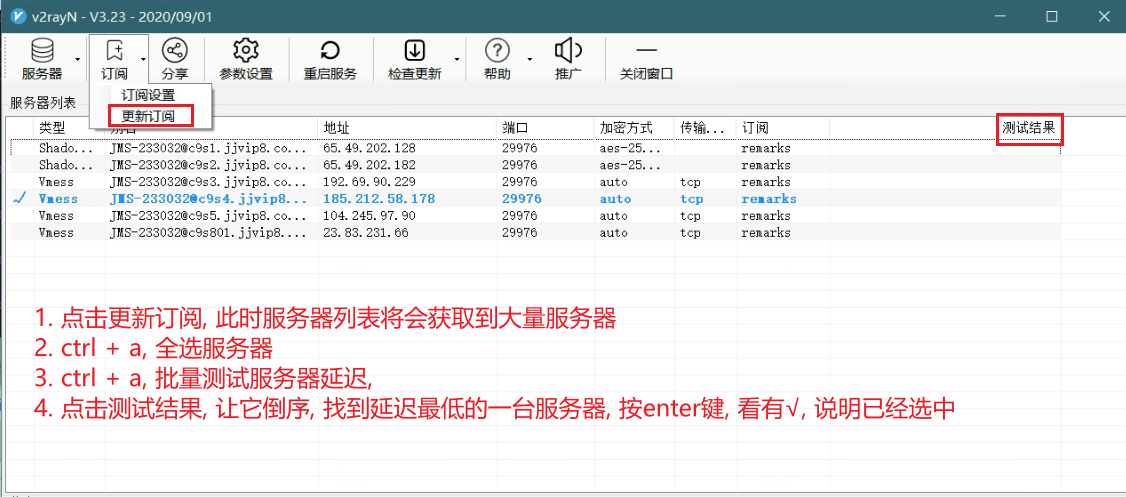 v2rayN - V3.23 - 2020/09/01
服务器 订阅 分享 参数设置 重启服务 检查更新 帮助 推广 关闭窗口
订阅设置
服务器列表
更新订阅
类型 地址 端口 加密方式 传输... 订阅 测试结果
Shado... JMS-233032@c9s1.jjvip8.co... 65.49.202.128 29976 aes-25... remarks
Shado... JMS-233032@c9s2.jjvip8.co... 65.49.202.182 29976 aes-25... remarks
Vmess JMS-233032@c9s3.jjvip8.co... 192.69.90.229 29976 auto tcp remarks
Vmess JMS-233032@c9s4.jjvip8... 185.212.58.178 29976 auto tcp remarks
Vmess JMS-233032@c9s5.jjvip8.co... 104.245.97.90 29976 auto tcp remarks
Vmess JMS-233032@c9s801.jjvip8.... 23.83.231.66 29976 auto tcp remarks
1. 点击更新订阅, 此时服务器列表将会获取到大量服务器
2. ctrl + a, 全选服务器
3. ctrl + a, 批量测试服务器延迟,
4. 点击测试结果, 让它倒序, 找到延迟最低的一台服务器, 按enter键, 看有√, 说明已经选中